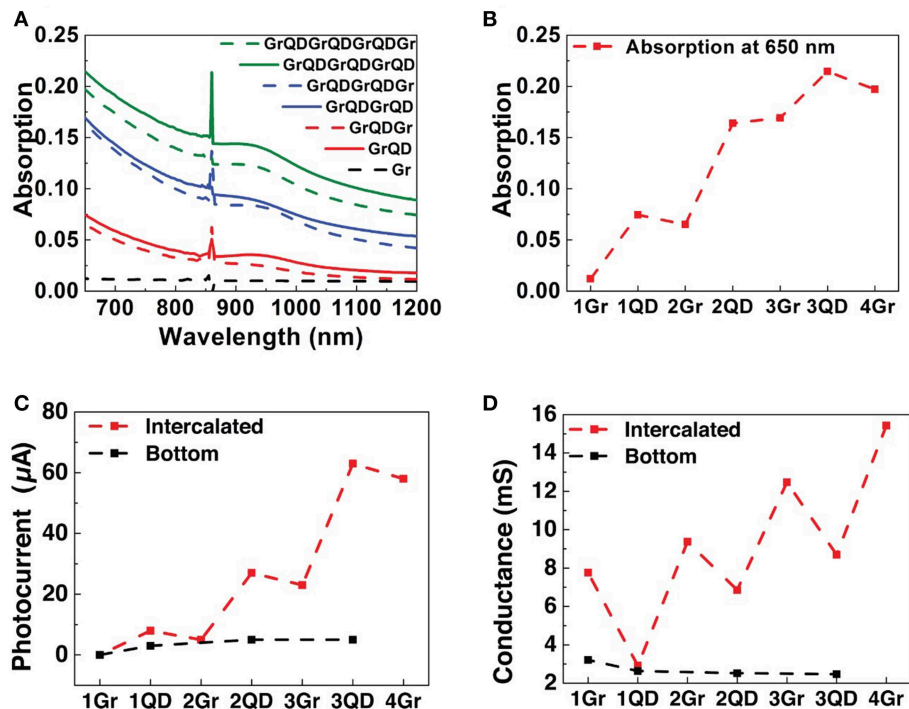 A
Absorption
0.25
0.20
0.15
0.10
0.05
0.00
GrQDGrQDGrQDGr
GrQDGrQDGrQD
GrQDGrQDGr
GrQDGrQD
GrQDGr
GrQD
Gr
700 800 900 1000 1100 1200
Wavelength (nm)
B
Absorption
0.25
0.20
0.15
0.10
0.05
0.00
Absorption at 650 nm
1Gr 1QD 2Gr 2QD 3Gr 3QD 4Gr
C
Photocurrent (µA)
80
60
40
20
0
Intercalated
Bottom
1Gr 1QD 2Gr 2QD 3Gr 3QD 4Gr
D
Conductance (mS)
16
14
12
10
8
6
4
2
Intercalated
Bottom
1Gr 1QD 2Gr 2QD 3Gr 3QD 4Gr